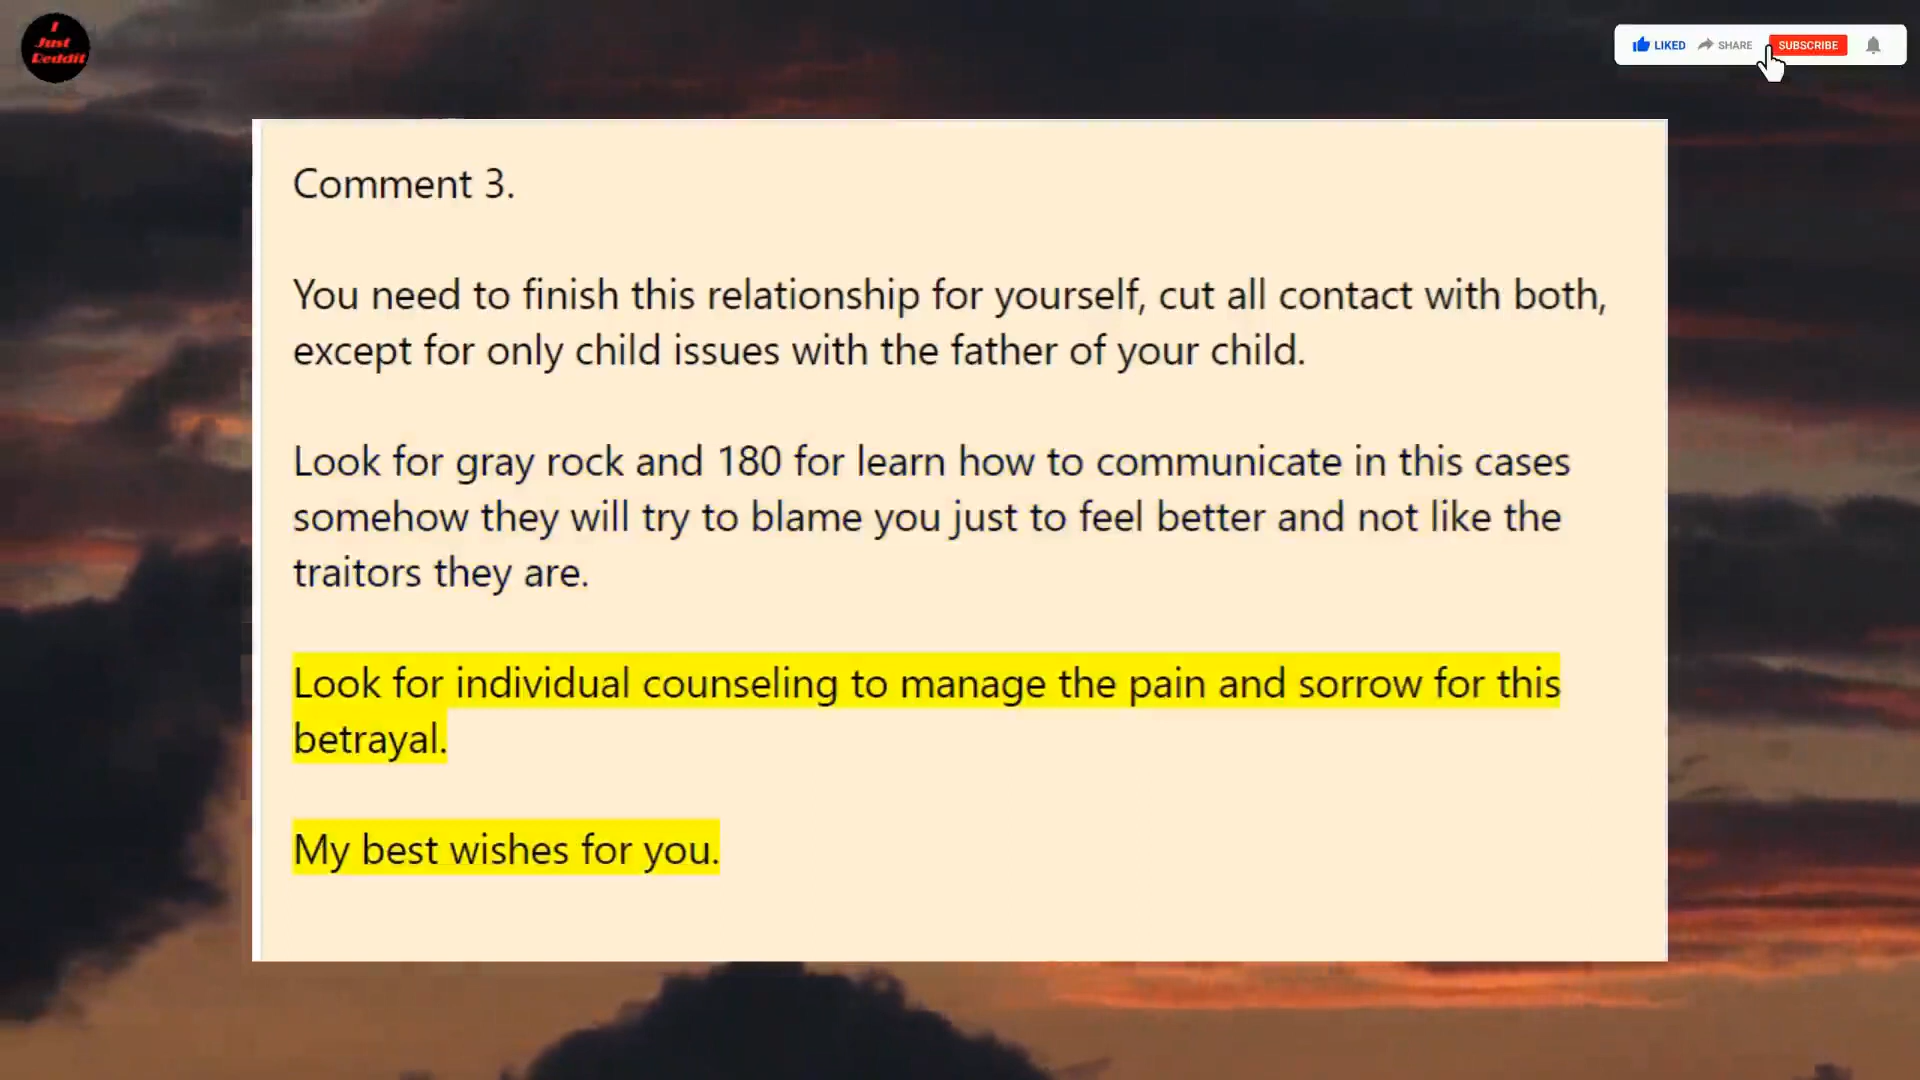 I
Just
Reddit
LIKED SHARE SUBSCRIBE
Comment 3.
You need to finish this relationship for yourself, cut all contact with both,
except for only child issues with the father of your child.
Look for gray rock and 180 for learn how to communicate in this cases
somehow they will try to blame you just to feel better and not like the
traitors they are.
Look for individual counseling to manage the pain and sorrow for this
betrayal.
My best wishes for you.